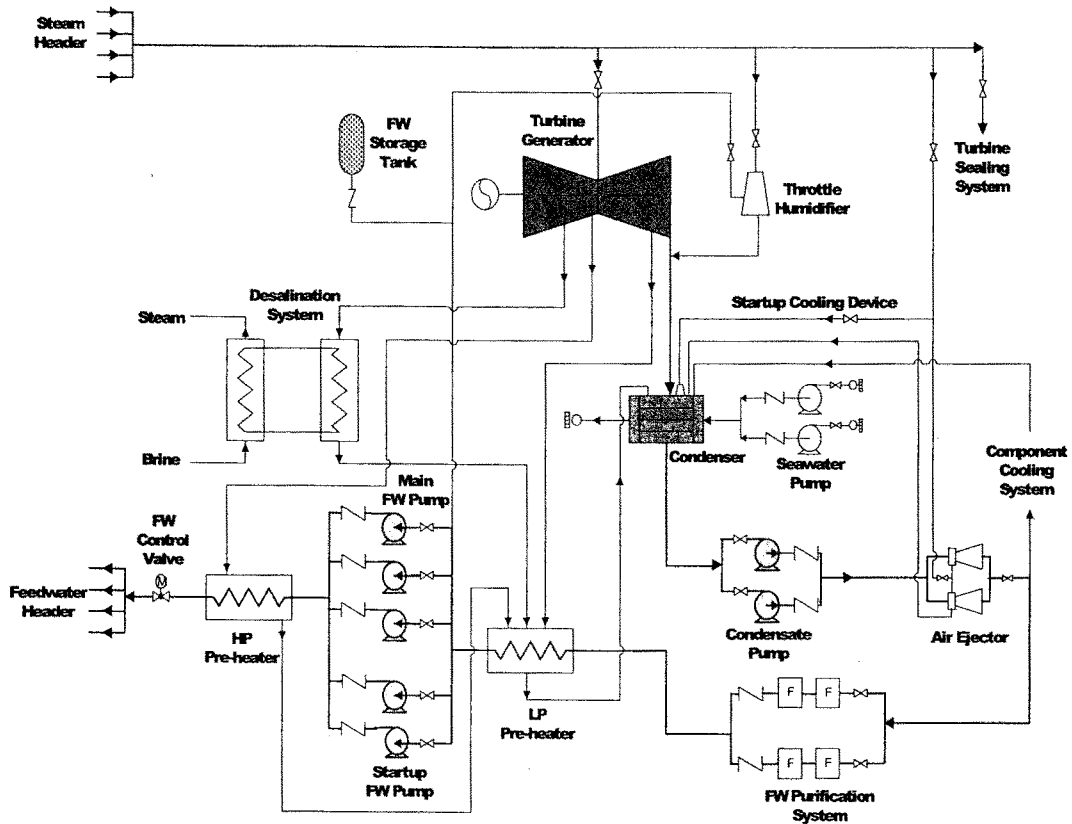 Steam
Header
FW
Storage
Tank
Turbine
Generator
Turbine
Sealing
System
Throttle
Humidifier
Desalination
System
Startup Cooling Device
Steam
Brine
Condenser
Seawater
Pump
Component
Cooling
System
Main
FW Pump
FW
Control
Valve
M
Feedwater
Header
HP
Pre-heater
Condensate
Pump
Air Ejector
LP
Pre-heater
Startup
FW Pump
F F
F F
FW Purification
System